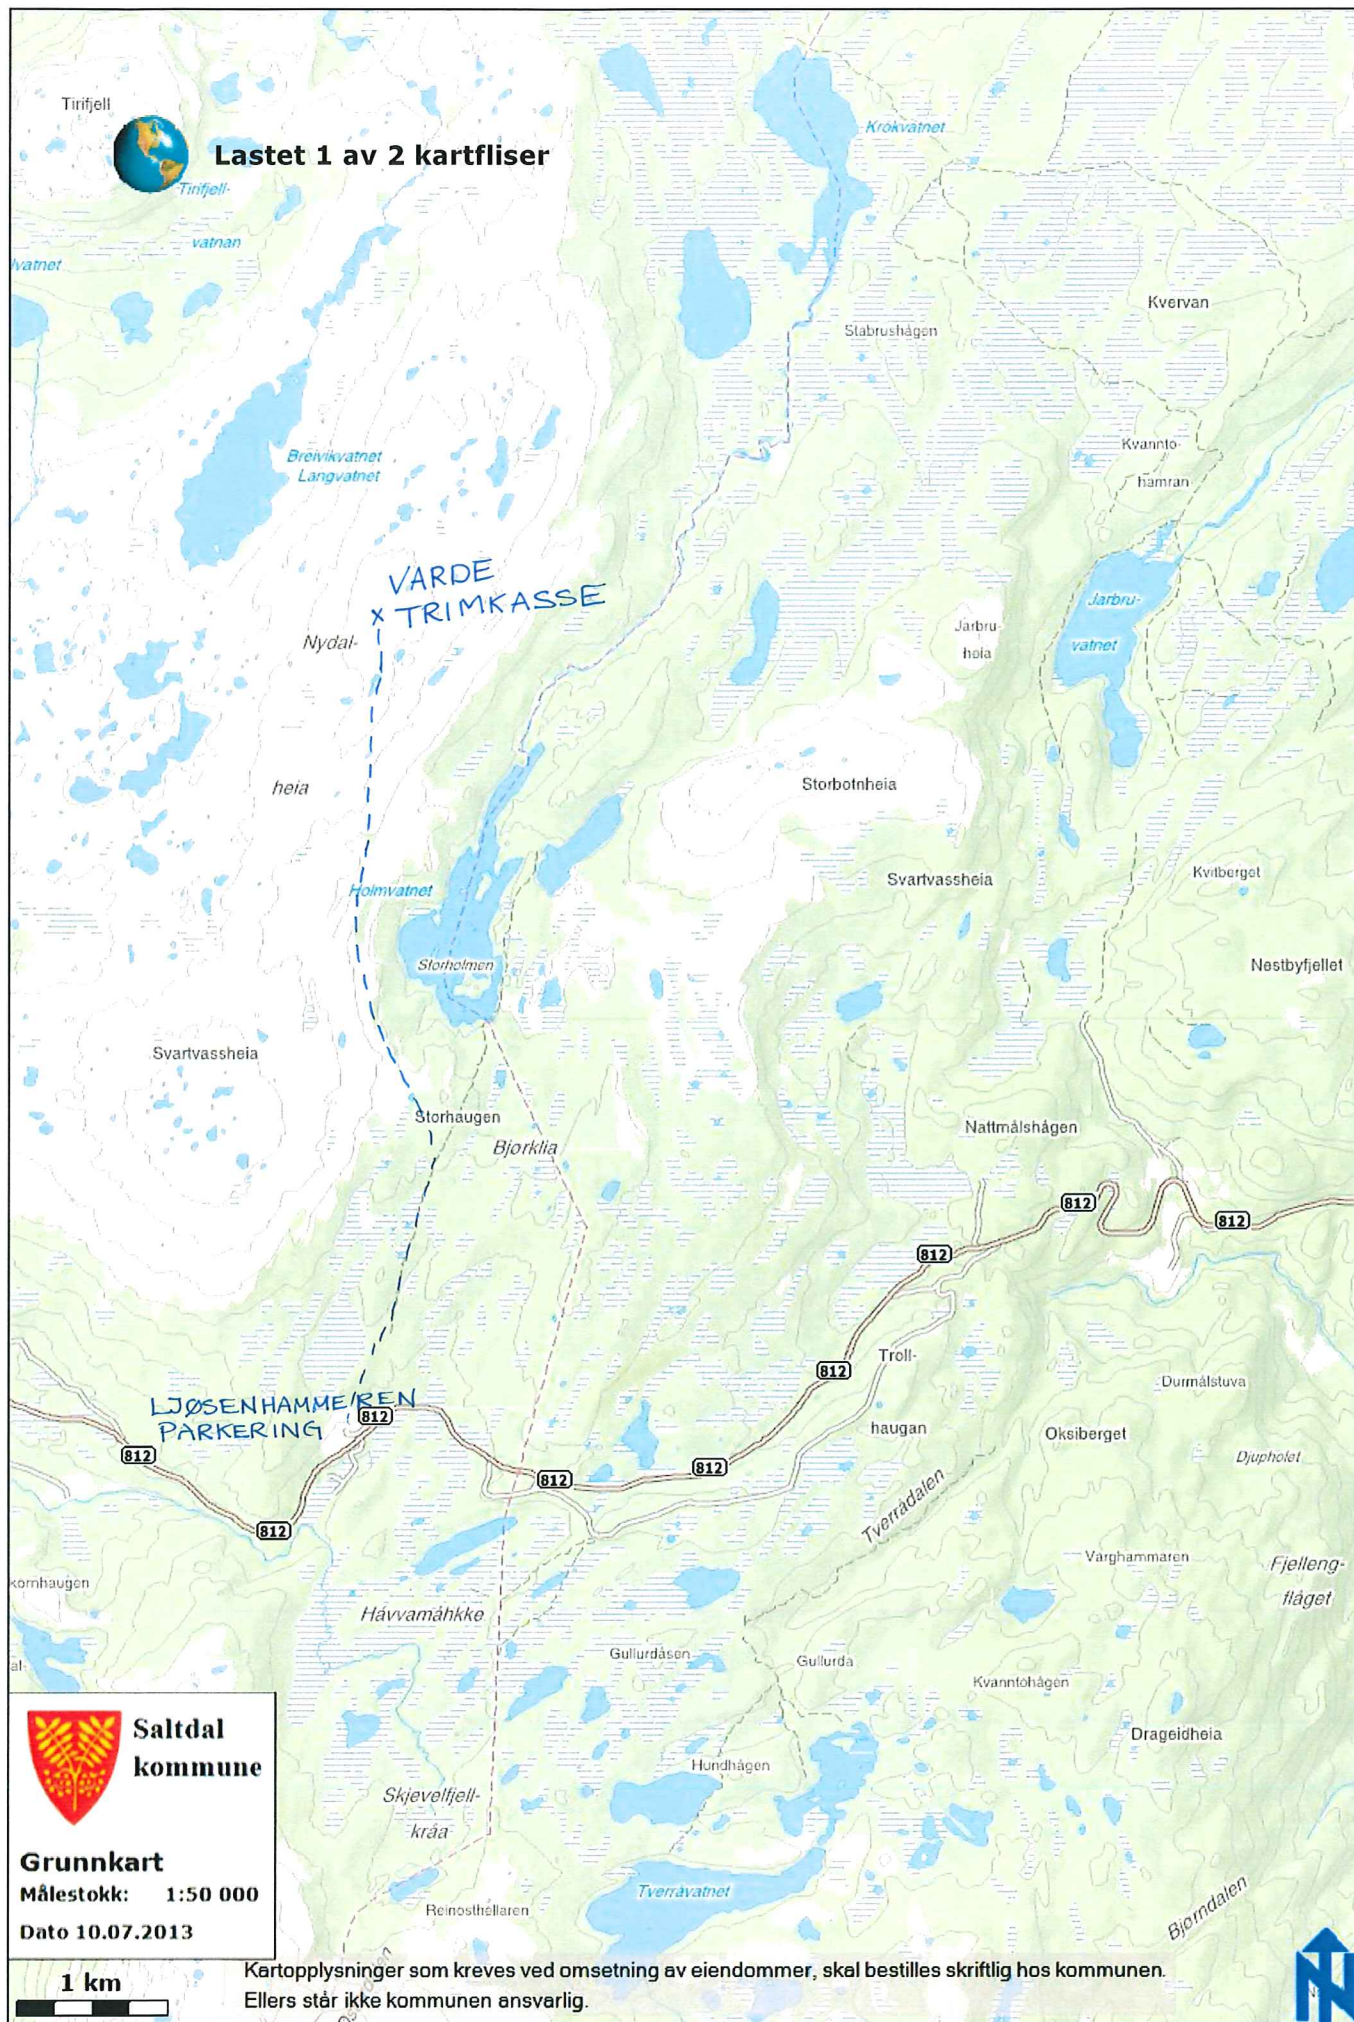 Tirifjell
Lastet 1 av 2 kartfliser
Krokvatnet
Tirifjell-
vatnan
lvatnet
Kvervan
Stabrushågen
Breivikvatnet
Langvatnet
Kvannto-
hamran
VARDE
x TRIMKASSE
Jarbru-
vatnet
Jarbru-
heia
Nydal-
heia
Storbotnheia
Holmvatnet
Svartvassheia
Kvitberget
Storholmen
Nestbyfjellet
Svartvassheia
Storhaugen
Nattmålshågen
Bjørklia
812
812
812
812
Troll-
haugan
Durmålstuva
LJØSENHAMMEREN
PARKERING
812
812
812
812
812
Oksiberget
Djupholet
Tverrådalen
Varghammaren
Fjelleng-
flåget
kornhaugen
Hávvamåhkke
Gullurdåsen
Gullurda
Kvanntohågen
al-
Saltdal
kommune
Drageidheia
Hundhågen
Skjevelfjell-
kråa
Grunnkart
Målestokk: 1:50 000
Dato 10.07.2013
Tverråvatnet
Reinosthellaren
Bjørndalen
1 km
Kartopplysninger som kreves ved omsetning av eiendommer, skal bestilles skriftlig hos kommunen.
Ellers står ikke kommunen ansvarlig.
N